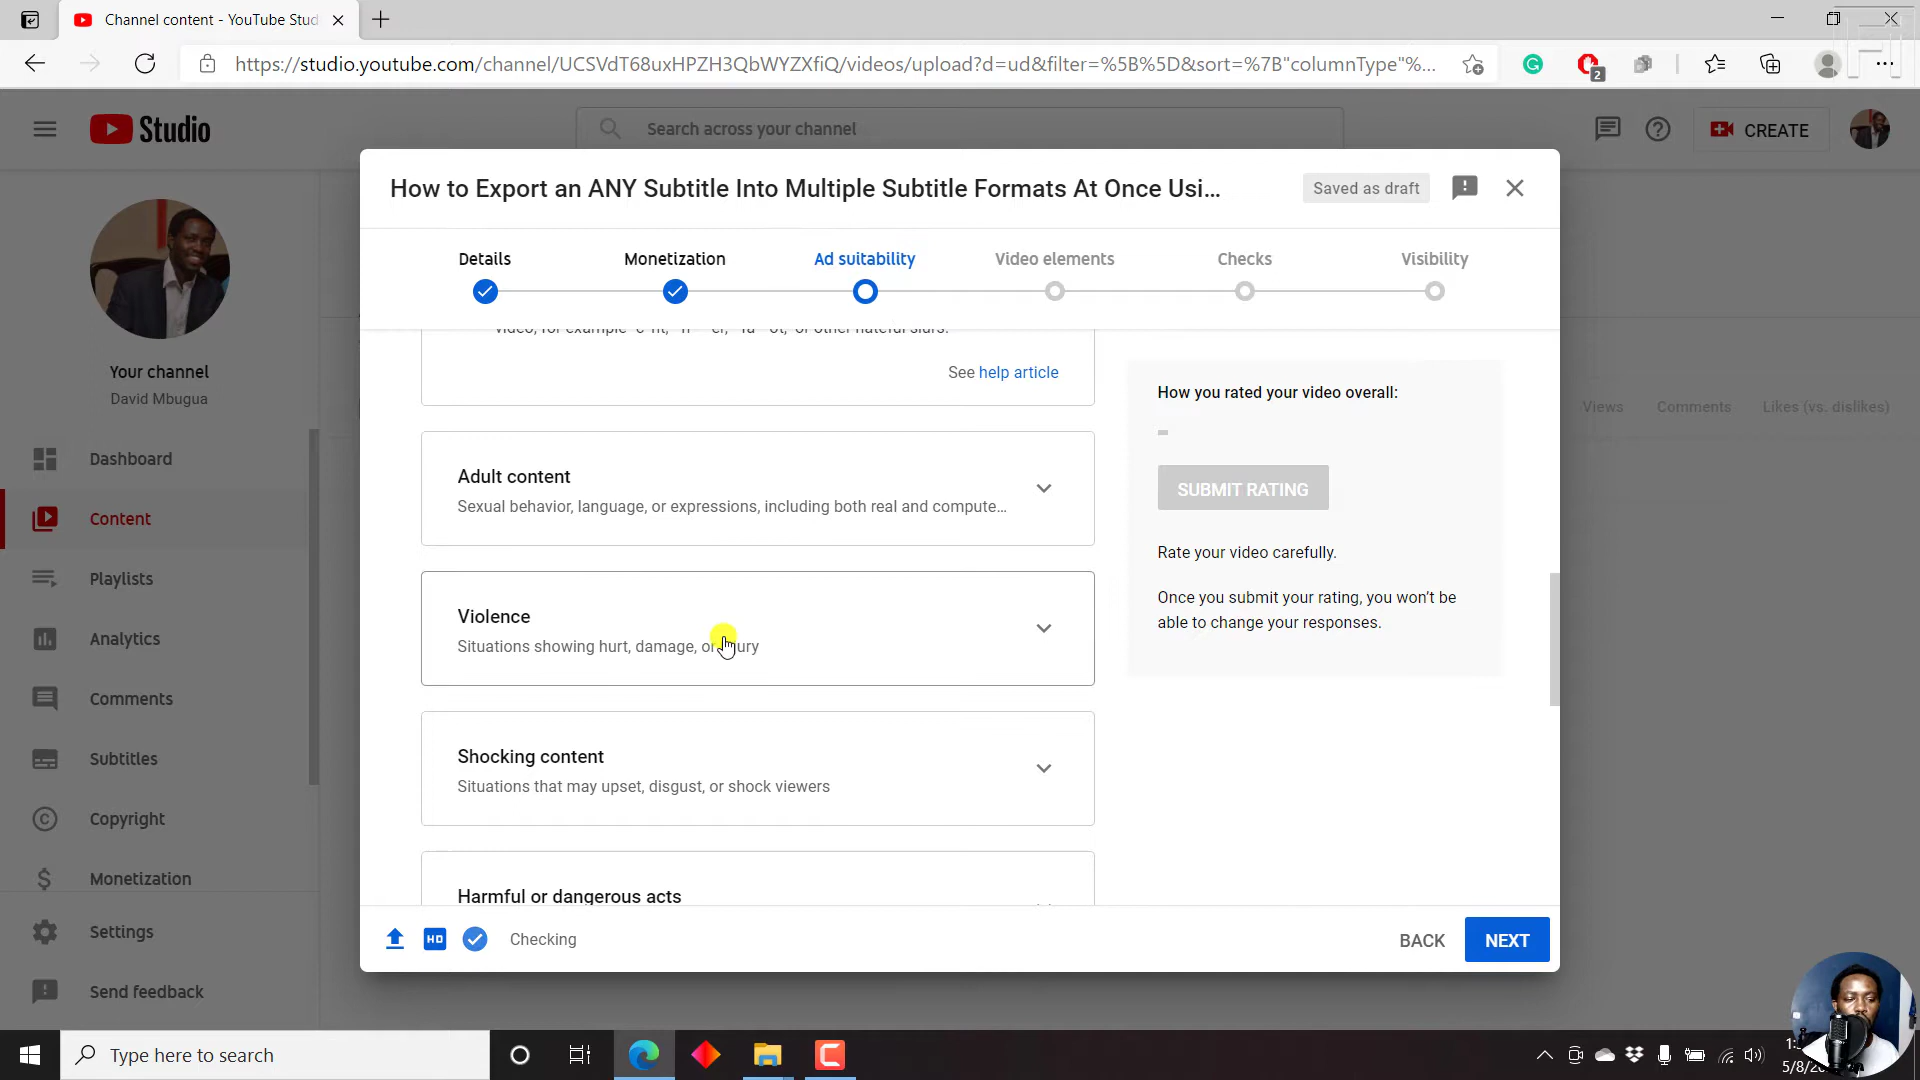 Channel content - YouTube Stud
https://studio.youtube.com/channel/UCSVdT68uxHPZH3QbWYZXfiQ/videos/upload?d=ud&filter=%5B%5D&sort=%7B"columnType"%...
2
Studio
Search across your channel
CREATE
How to Export an ANY Subtitle Into Multiple Subtitle Formats At Once Usi...
Saved as draft
Details
Monetization
Ad suitability
Video elements
Checks
Visibility
Your channel
David Mbugua
Dashboard
Content
Playlists
Analytics
Comments
Subtitles
Copyright
Monetization
Settings
Send feedback
Views
Comments
Likes (vs. dislikes)
or other hateful slurs.
See help article
Adult content
Sexual behavior, language, or expressions, including both real and compute...
Violence
Situations showing hurt, damage,
Shocking content
Situations that may upset, disgust, or shock viewers
Harmful or dangerous acts
How you rated your video overall:
-
SUBMIT RATING
Rate your video carefully.
Once you submit your rating, you won't be
able to change your responses.
HD
Checking
BACK
NEXT
Type here to search